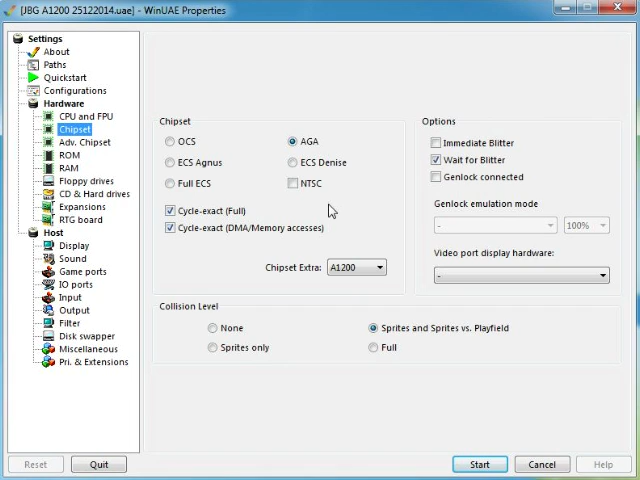 [JBG A1200 25122014.uae] - WinUAE Properties
Settings
About
Paths
Quickstart
Configurations
Hardware
CPU and FPU
Chipset
Adv. Chipset
ROM
RAM
Floppy drives
CD & Hard drives
Expansions
RTG board
Host
Display
Sound
Game ports
IO ports
Input
Output
Filter
Disk swapper
Miscellaneous
Pri. & Extensions
Chipset
OCS
AGA
ECS Agnus
ECS Denise
Full ECS
NTSC
Cycle-exact (Full)
Cycle-exact (DMA/Memory accesses)
Chipset Extra: A1200
Options
Immediate Blitter
Wait for Blitter
Genlock connected
Genlock emulation mode
- 100%
Video port display hardware:
-
Collision Level
None
Sprites and Sprites vs. Playfield
Sprites only
Full
Reset
Quit
Start
Cancel
Help